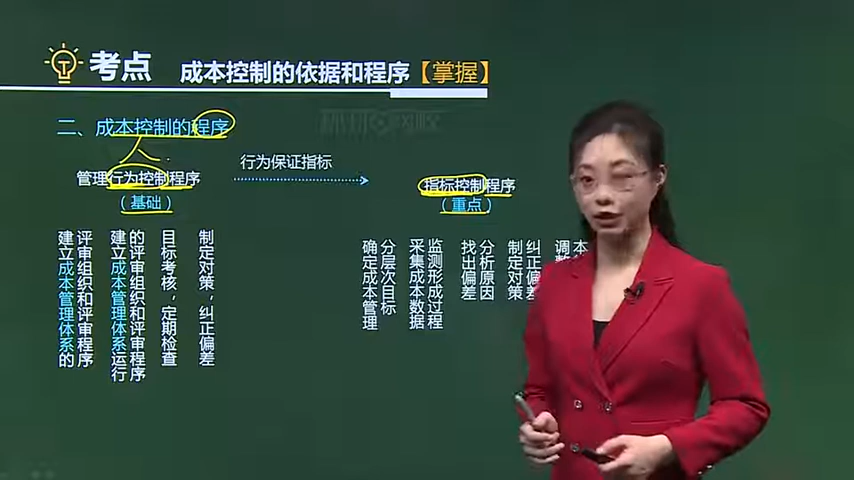 考点
成本控制的依据和程序【掌握】
二、成本控制的程序
管理行为控制程序
(基础)
行为保证指标
指标控制程序
(重点)
建立成本管理体系的
评审组织和评审程序
建立成本管理体系运行
的评审组织和评审程序
目标考核，定期检查
制定对策，纠正偏差
确定成本管理
分层次目标
采集成本数据
监测形成过程
找出偏差
分析原因
制定对策
纠正偏差